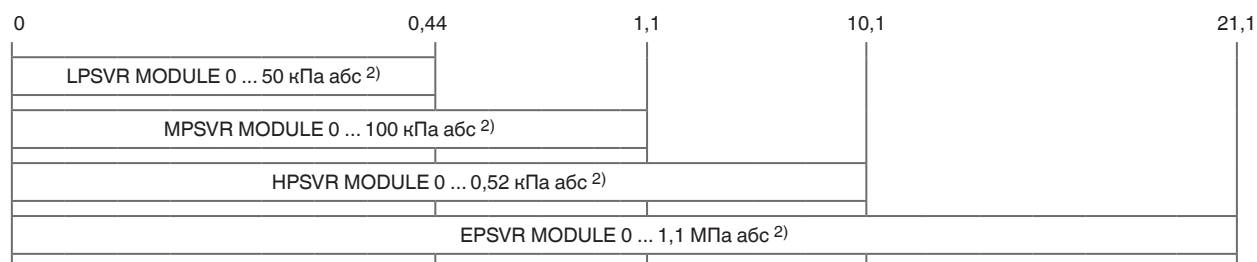 0 0,44 1,1 10,1 21,1
LPSVR MODULE 0 ... 50 кПа абс 2)
MPSVR MODULE 0 ... 100 кПа абс 2)
HPSVR MODULE 0 ... 0,52 кПа абс 2)
EPSVR MODULE 0 ... 1,1 МПа абс 2)